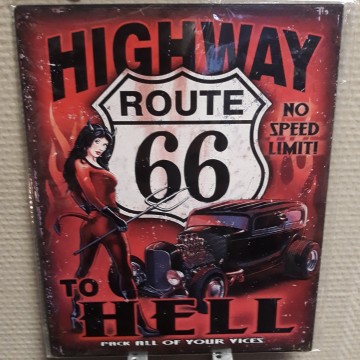 HIGHWAY
ROUTE
66
NO
SPEED
LIMIT!
TO
HELL
PACK ALL OF YOUR VICES